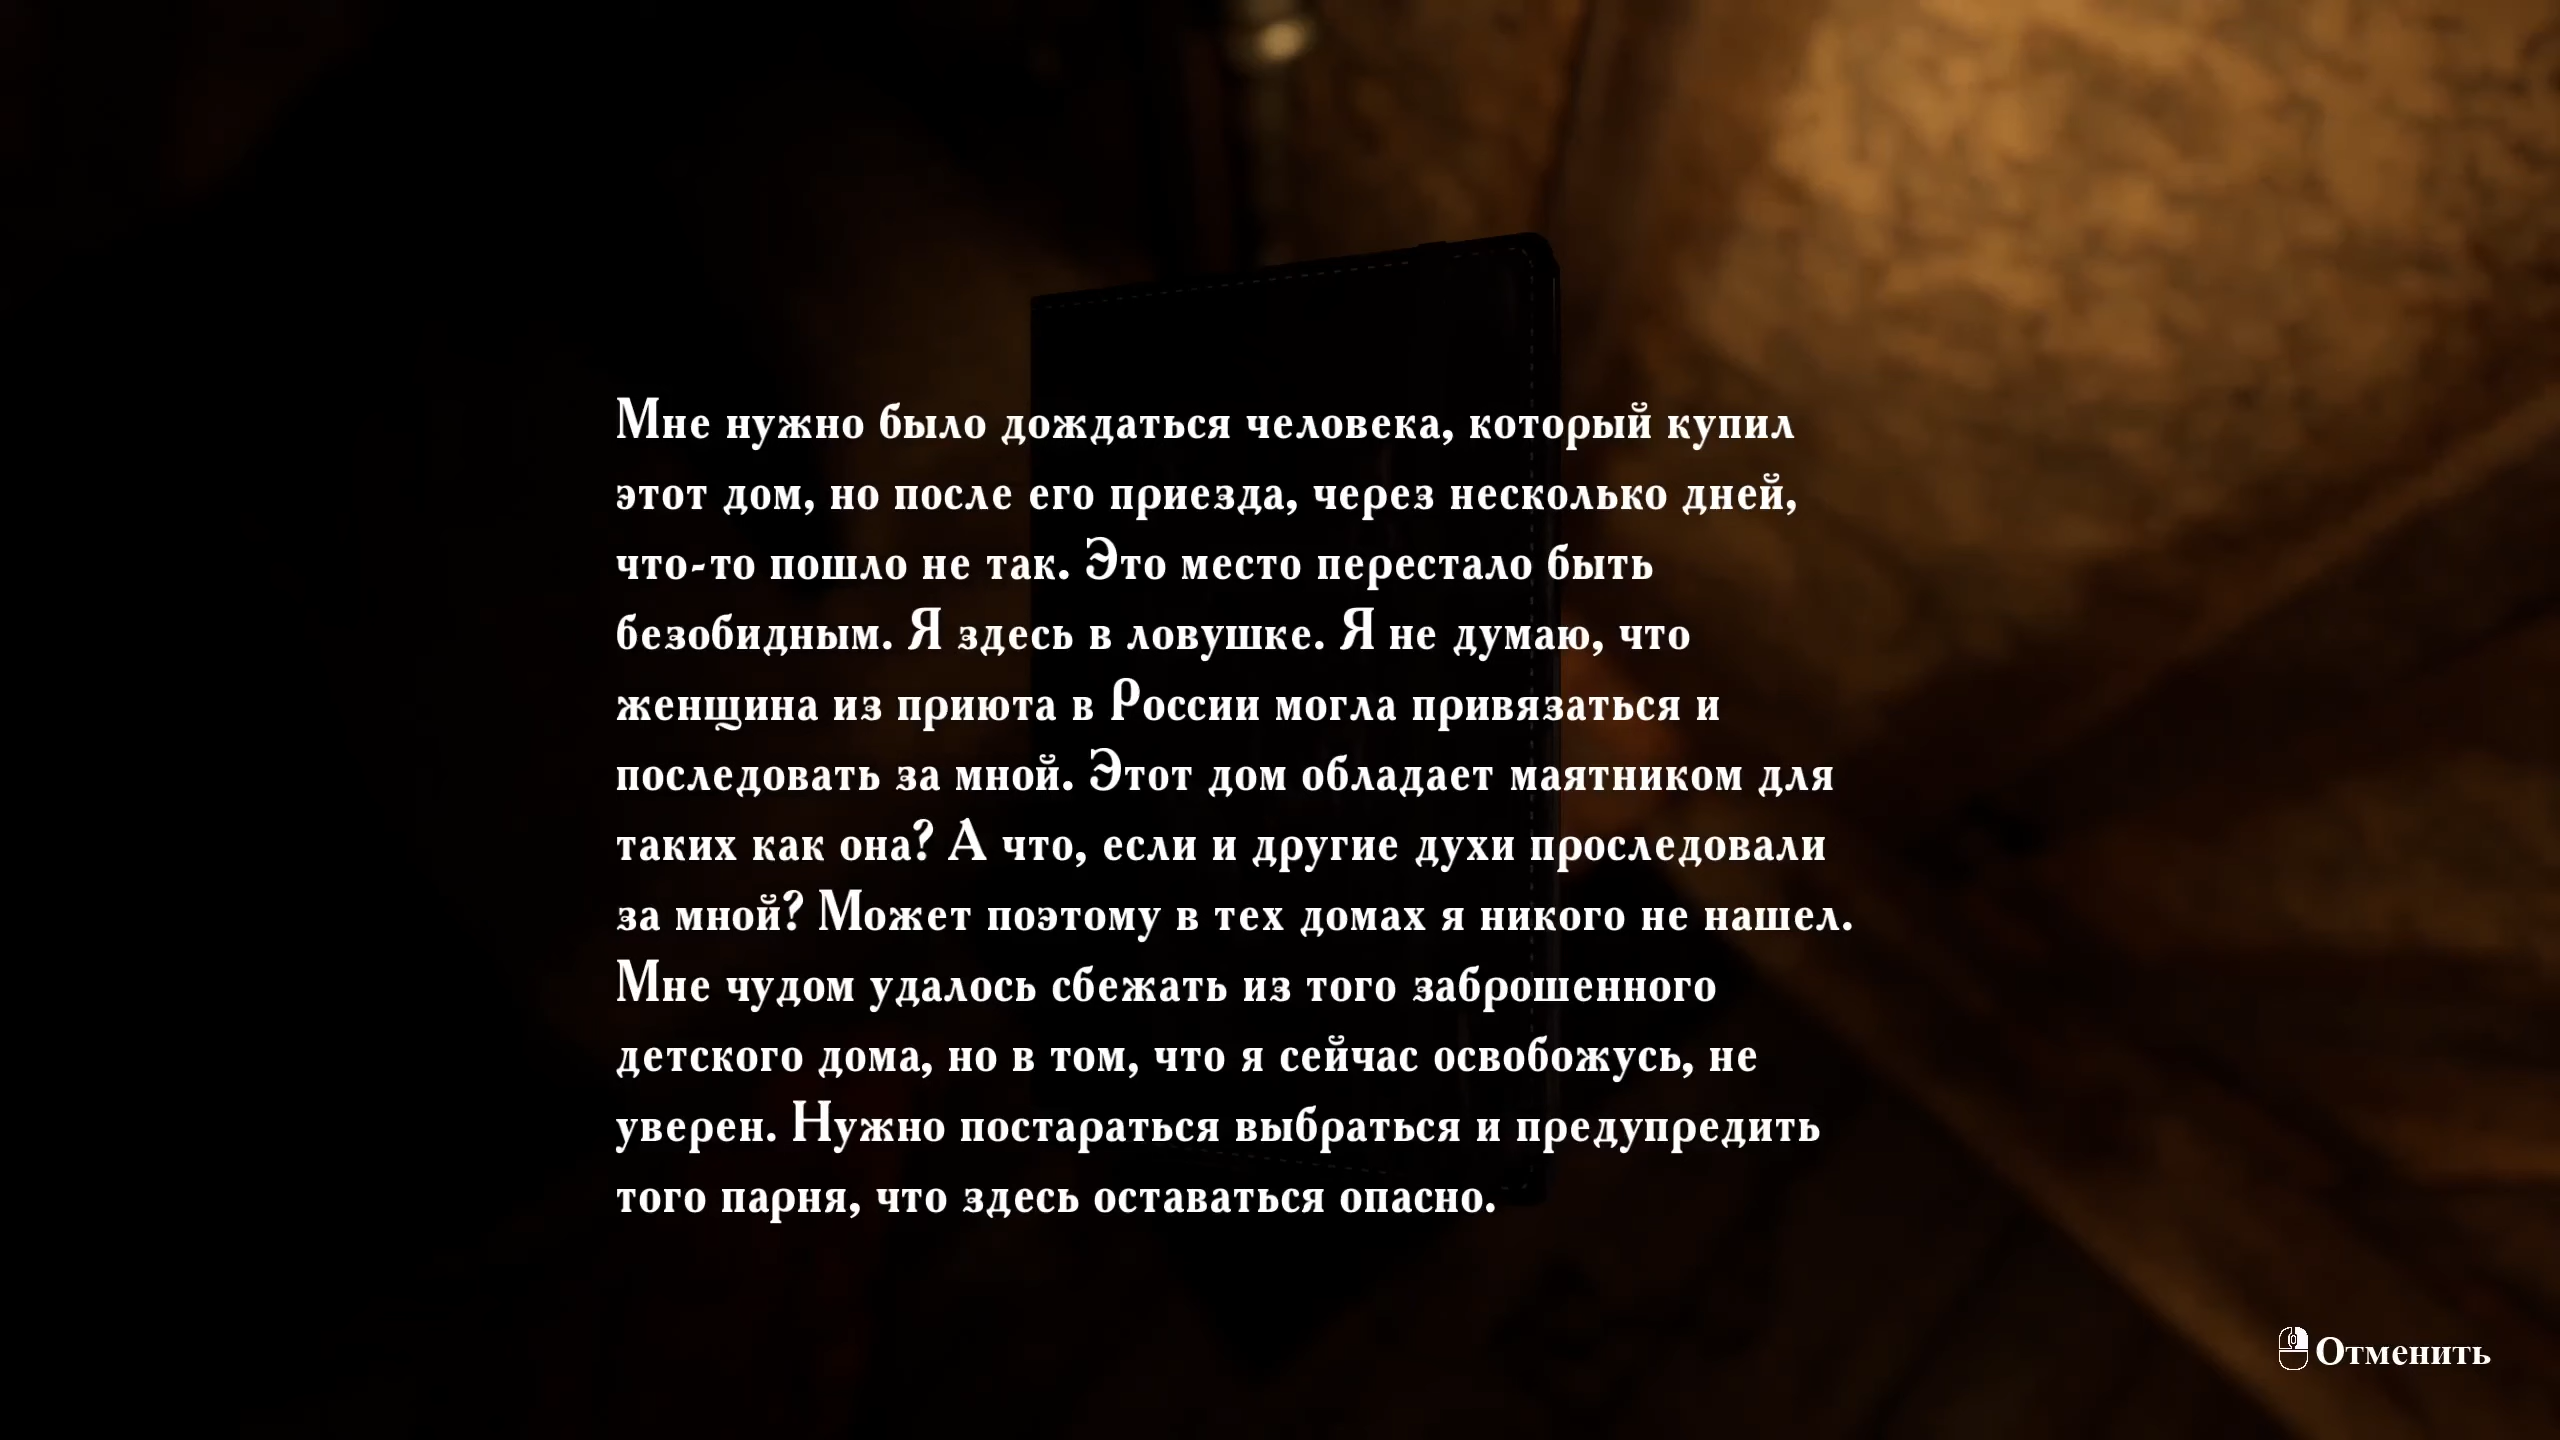 Мне нужно было дождаться человека, который купил
этот дом, но после его приезда, через несколько дней,
что-то пошло не так. Это место перестало быть
безобидным. Я здесь в ловушке. Я не думаю, что
женщина из приюта в России могла привязаться и
последовать за мной. Этот дом обладает маятником для
таких как она? А что, если и другие духи проследовали
за мной? Может поэтому в тех домах я никого не нашел.
Мне чудом удалось сбежать из того заброшенного
детского дома, но в том, что я сейчас освобожусь, не
уверен. Нужно постараться выбраться и предупредить
того парня, что здесь оставаться опасно.
Отменить